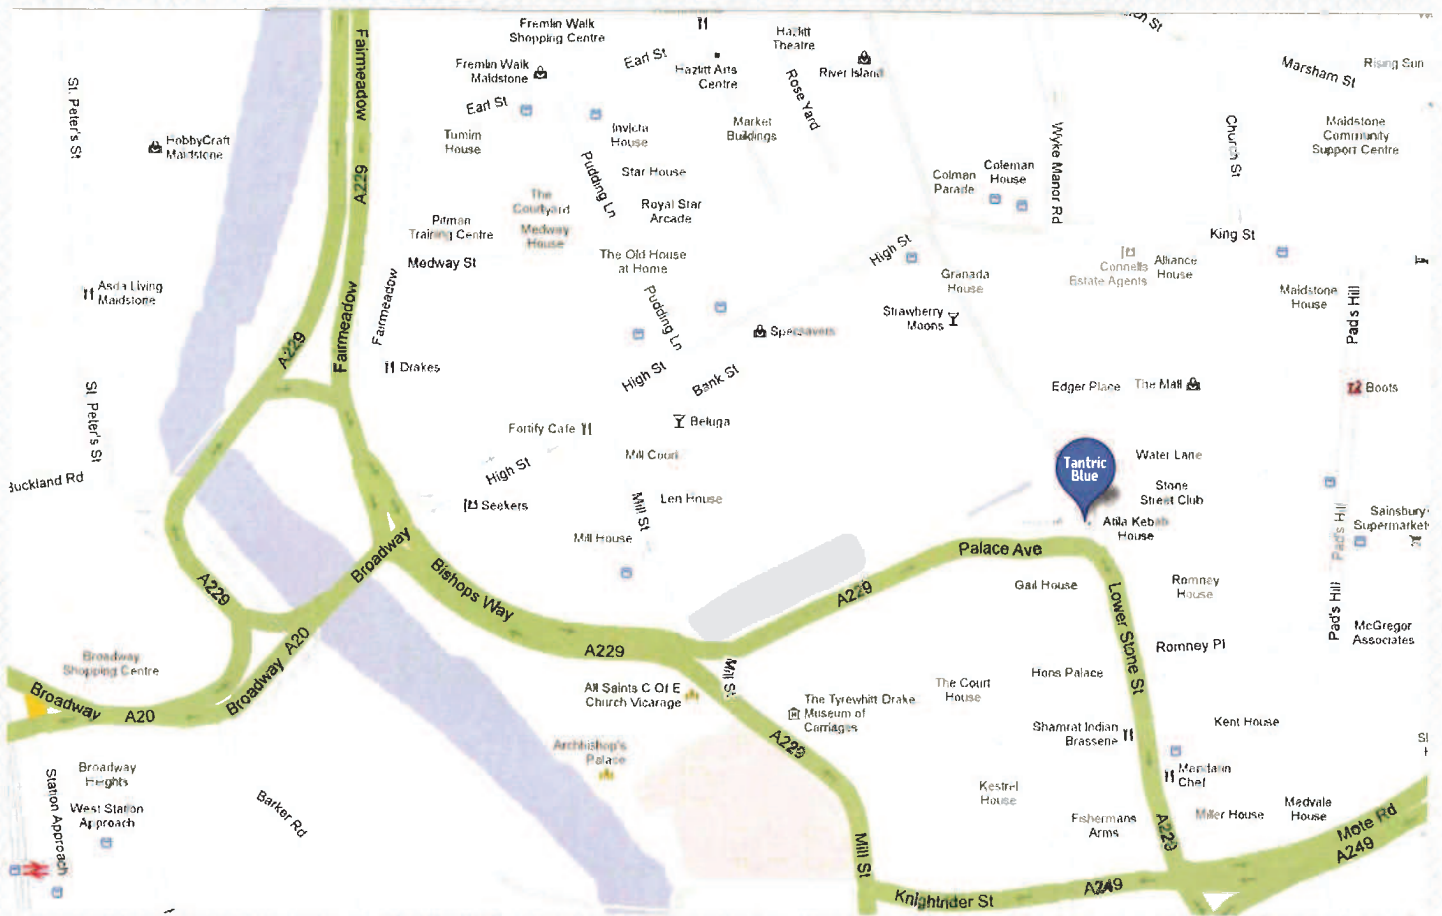 Fremlin Walk
Shopping Centre
Hazlitt
Theatre
ch St
Fairmeadow
Earl St
Fremlin Walk
Maidstone
Hazlitt Arts
Centre
River Island
Marsham St
Rising Sun
St. Peter's St
Earl St
Rose Yard
HobbyCraft
Maidstone
Tumim
House
Invicta
House
Market
Buildings
Wyke Manor Rd
Church St
Maidstone
Community
Support Centre
A229
Pudding Ln
Star House
Coleman
House
Colman
Parade
The
Courtyard
Royal Star
Arcade
Pitman
Training Centre
Medway
House
High St
King St
Medway St
The Old House
at Home
Granada
House
Connells
Estate Agents
Alliance
House
Asda Living
Maidstone
Fairmeadow
Fairmeadow
Pudding Ln
Maidstone
House
Pad's Hill
Strawberry
Moons
Specsavers
A229
Drakes
High St
Bank St
Edger Place
The Mall
Boots
St. Peter's St
Fortify Cafe
Beluga
Mill Court
Tantric
Blue
Water Lane
Buckland Rd
High St
Stone
Street Club
Seekers
Mill St
Len House
Atila Kebab
House
Pad's Hill
Sainsbury'
Supermarket
Mill House
Broadway
Palace Ave
A229
Bishops Way
A229
Gail House
Lower Stone St
Romney
House
Pad's Hill
McGregor
Associates
A20
A229
Romney Pl
Broadway
Shopping Centre
Broadway
Mill St
Hons Palace
All Saints C Of E
Church Vicarage
The Court
House
Broadway
A20
The Tyrewhitt Drake
Museum of
Carriages
A229
Shamrat Indian
Brasserie
Kent House
Archbishop's
Palace
Broadway
Heights
Mandarin
Chef
Station Approach
West Station
Approach
Barker Rd
Kestrel
House
Fishermans
Arms
A229
Miller House
Medvale
House
Mote Rd
A249
Mill St
Knightrider St
A249